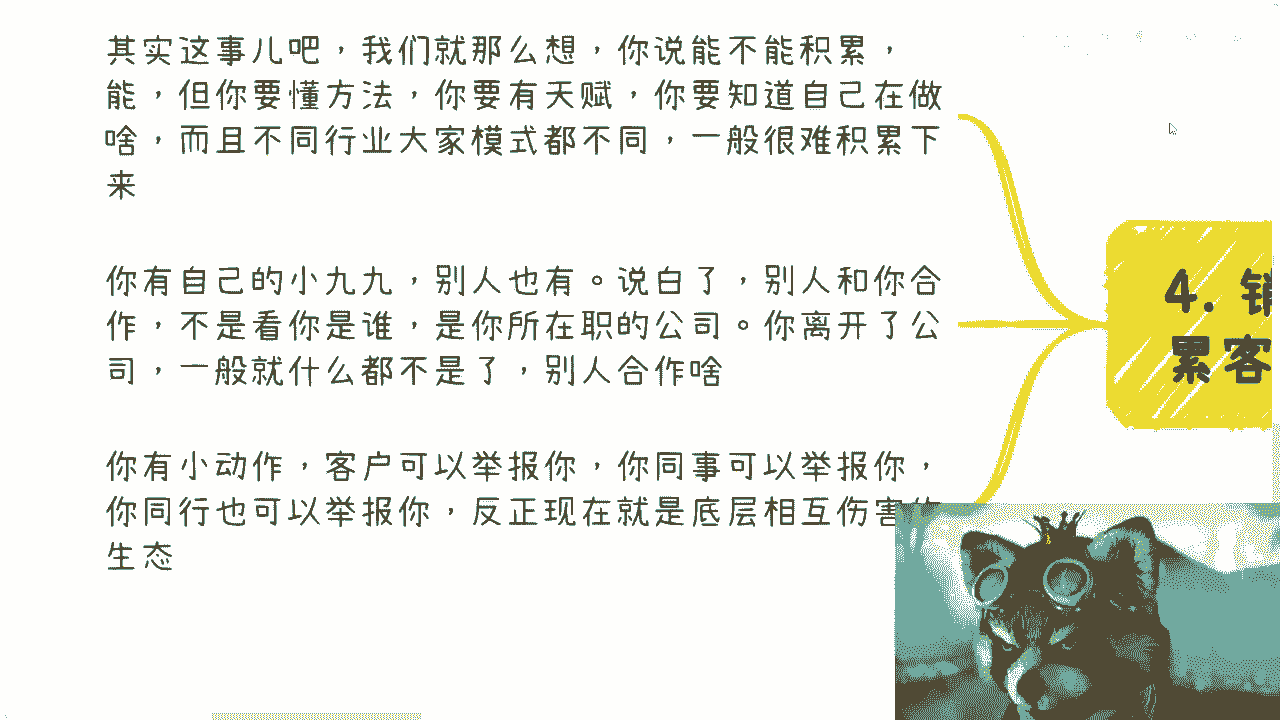 其实这事儿吧，我们就那么想，你说能不能积累，
能，但你要懂方法，你要有天赋，你要知道自己在做
啥，而且不同行业大家模式都不同，一般很难积累下
来
你有自己的小九九，别人也有。说白了，别人和你合
作，不是看你是谁，是你所在职的公司。你离开了公
司，一般就什么都不是了，别人合作啥
你有小动作，客户可以举报你，你同事可以举报你，
你同行也可以举报你，反正现在就是底层相互伤害的
生态
4. 销
累客